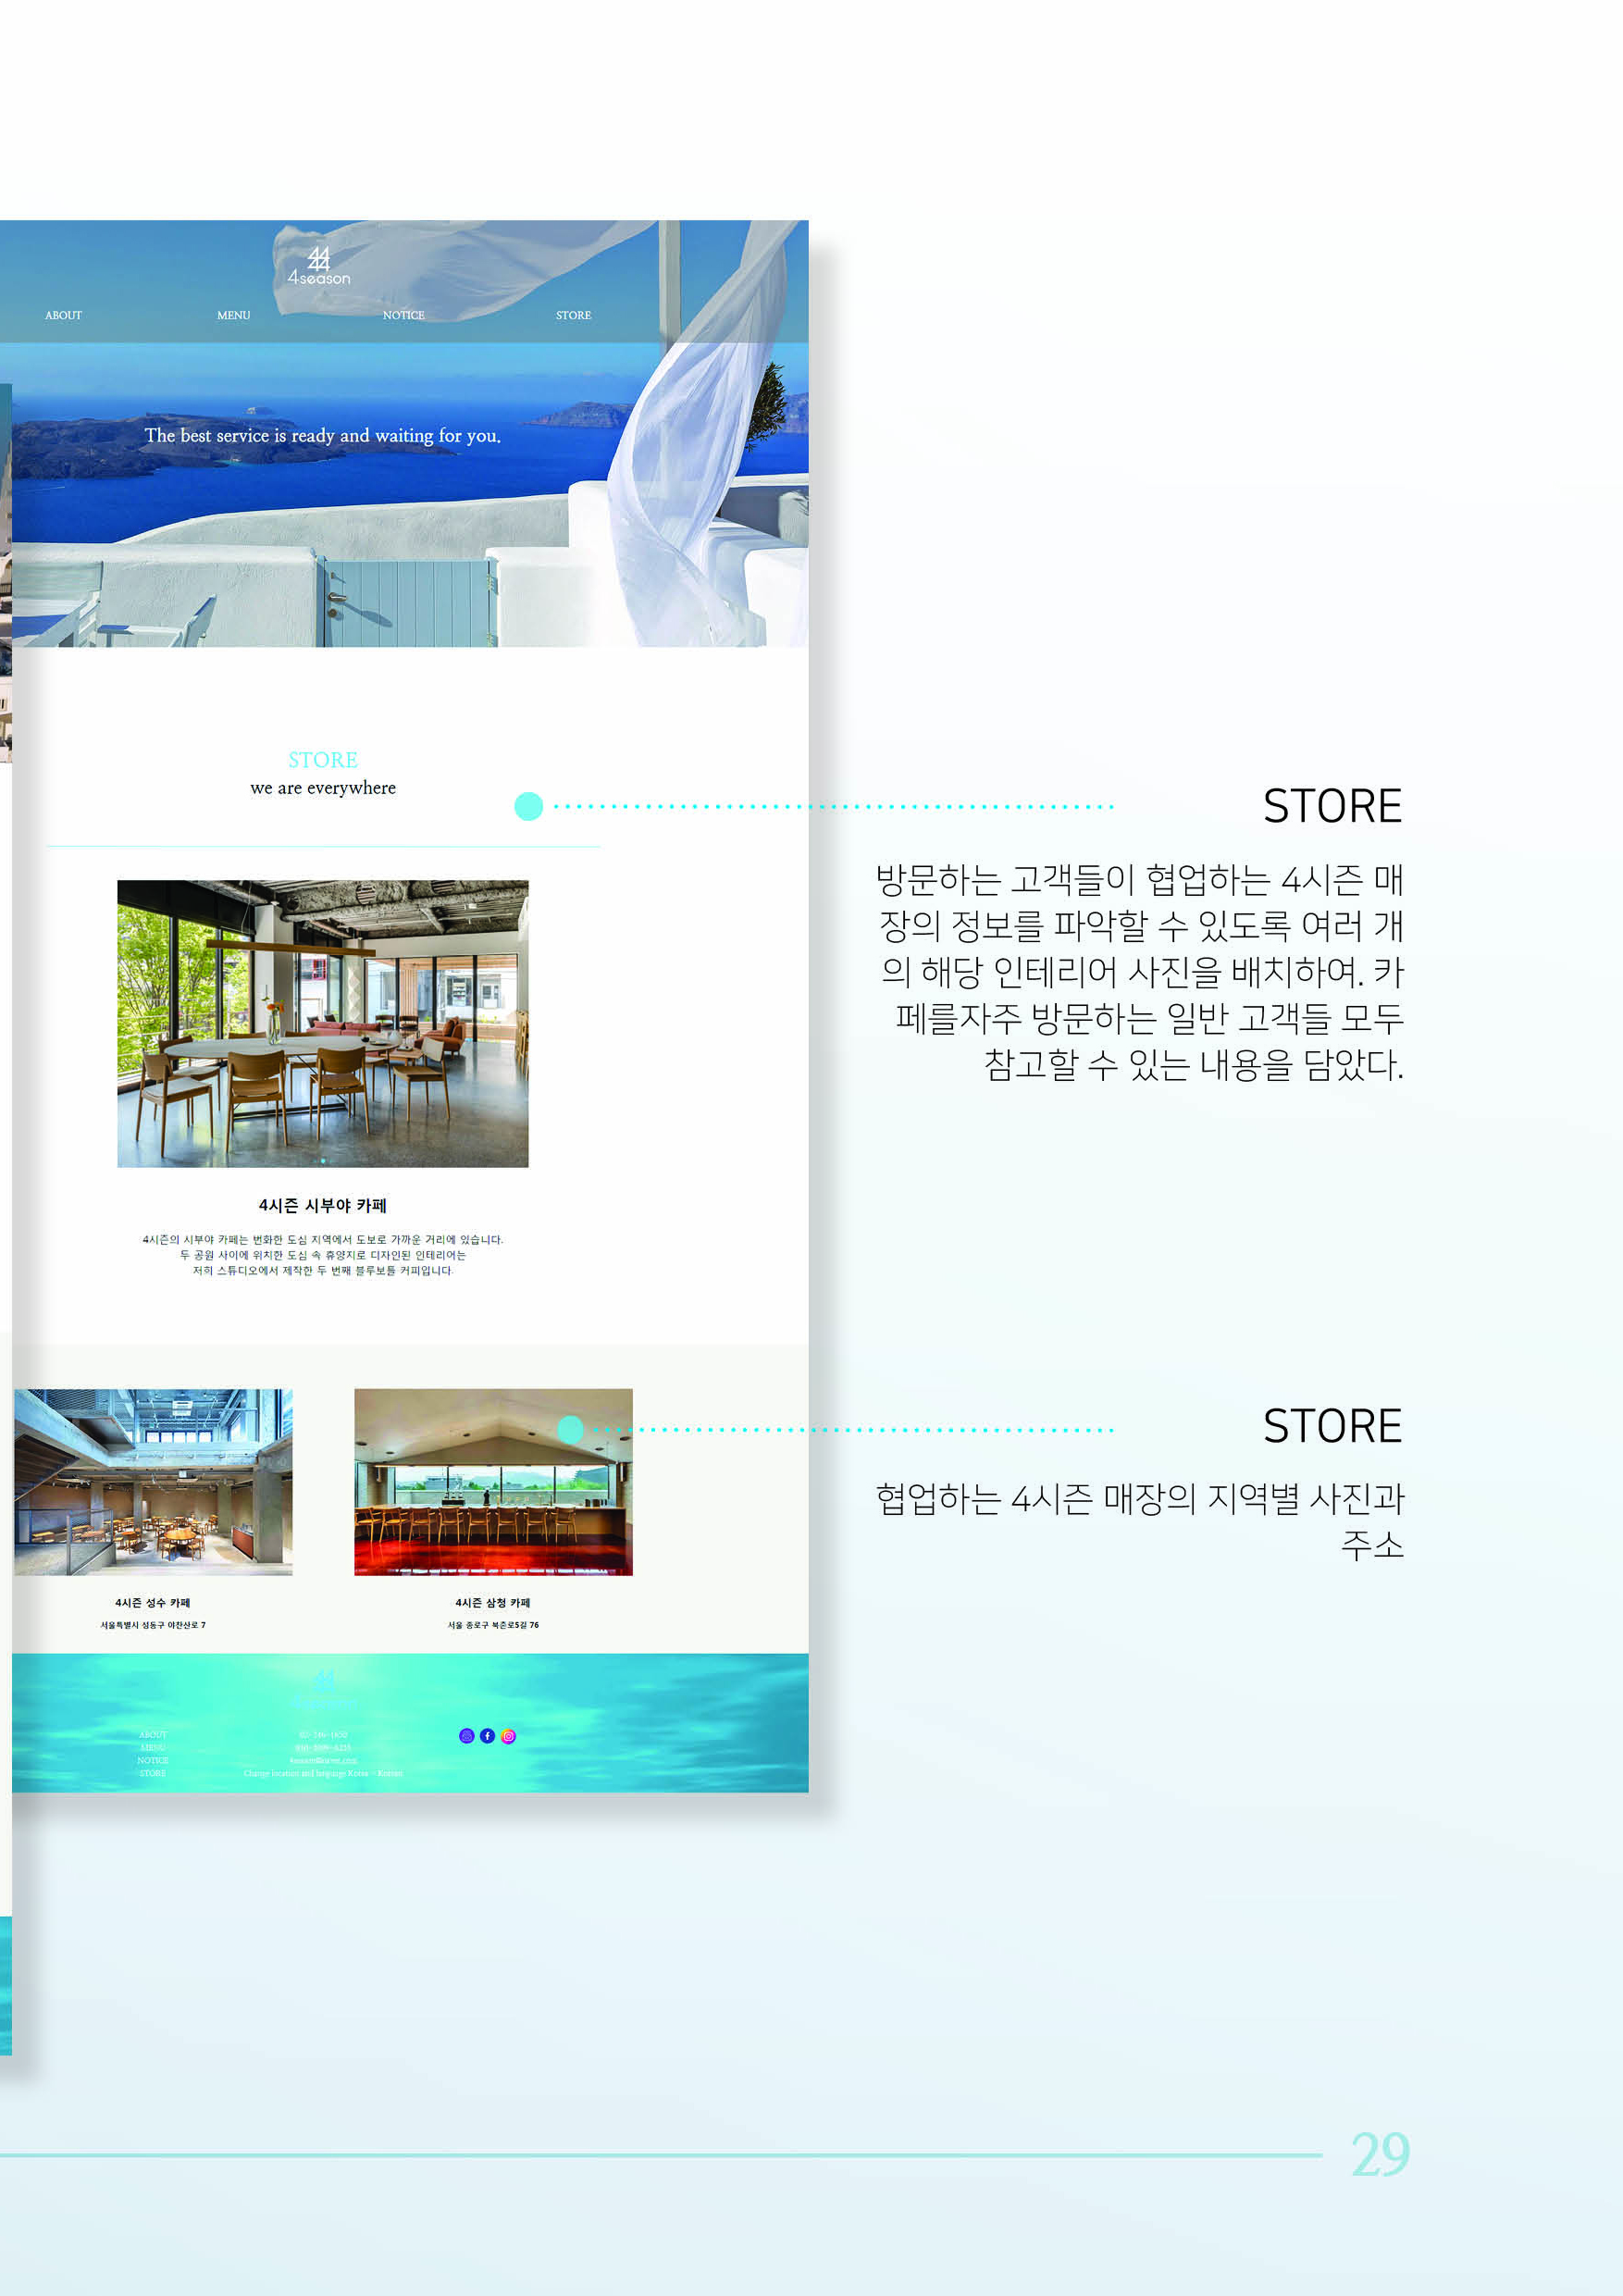 4season
ABOUT MENU NOTICE STORE
The best service is ready and waiting for you.
STORE
we are everywhere
4시즌 시부야 카페
4시즌의 시부야 카페는 번화한 도심 지역에서 도보로 가까운 거리에 있습니다.
두 공원 사이에 위치한 도심 속 휴양지로 디자인된 인테리어는
저희 스튜디오에서 제작한 두 번째 블루보틀 커피입니다.
4시즌 성수 카페
서울특별시 성동구 아차산로 7
4시즌 삼청 카페
서울 종로구 북촌로5길 76
ABOUT
MENU
NOTICE
STORE
Change location and language Korea - Korean
STORE
방문하는 고객들이 협업하는 4시즌 매
장의 정보를 파악할 수 있도록 여러 개
의 해당 인테리어 사진을 배치하여. 카
페를자주 방문하는 일반 고객들 모두
참고할 수 있는 내용을 담았다.
STORE
협업하는 4시즌 매장의 지역별 사진과
주소
29